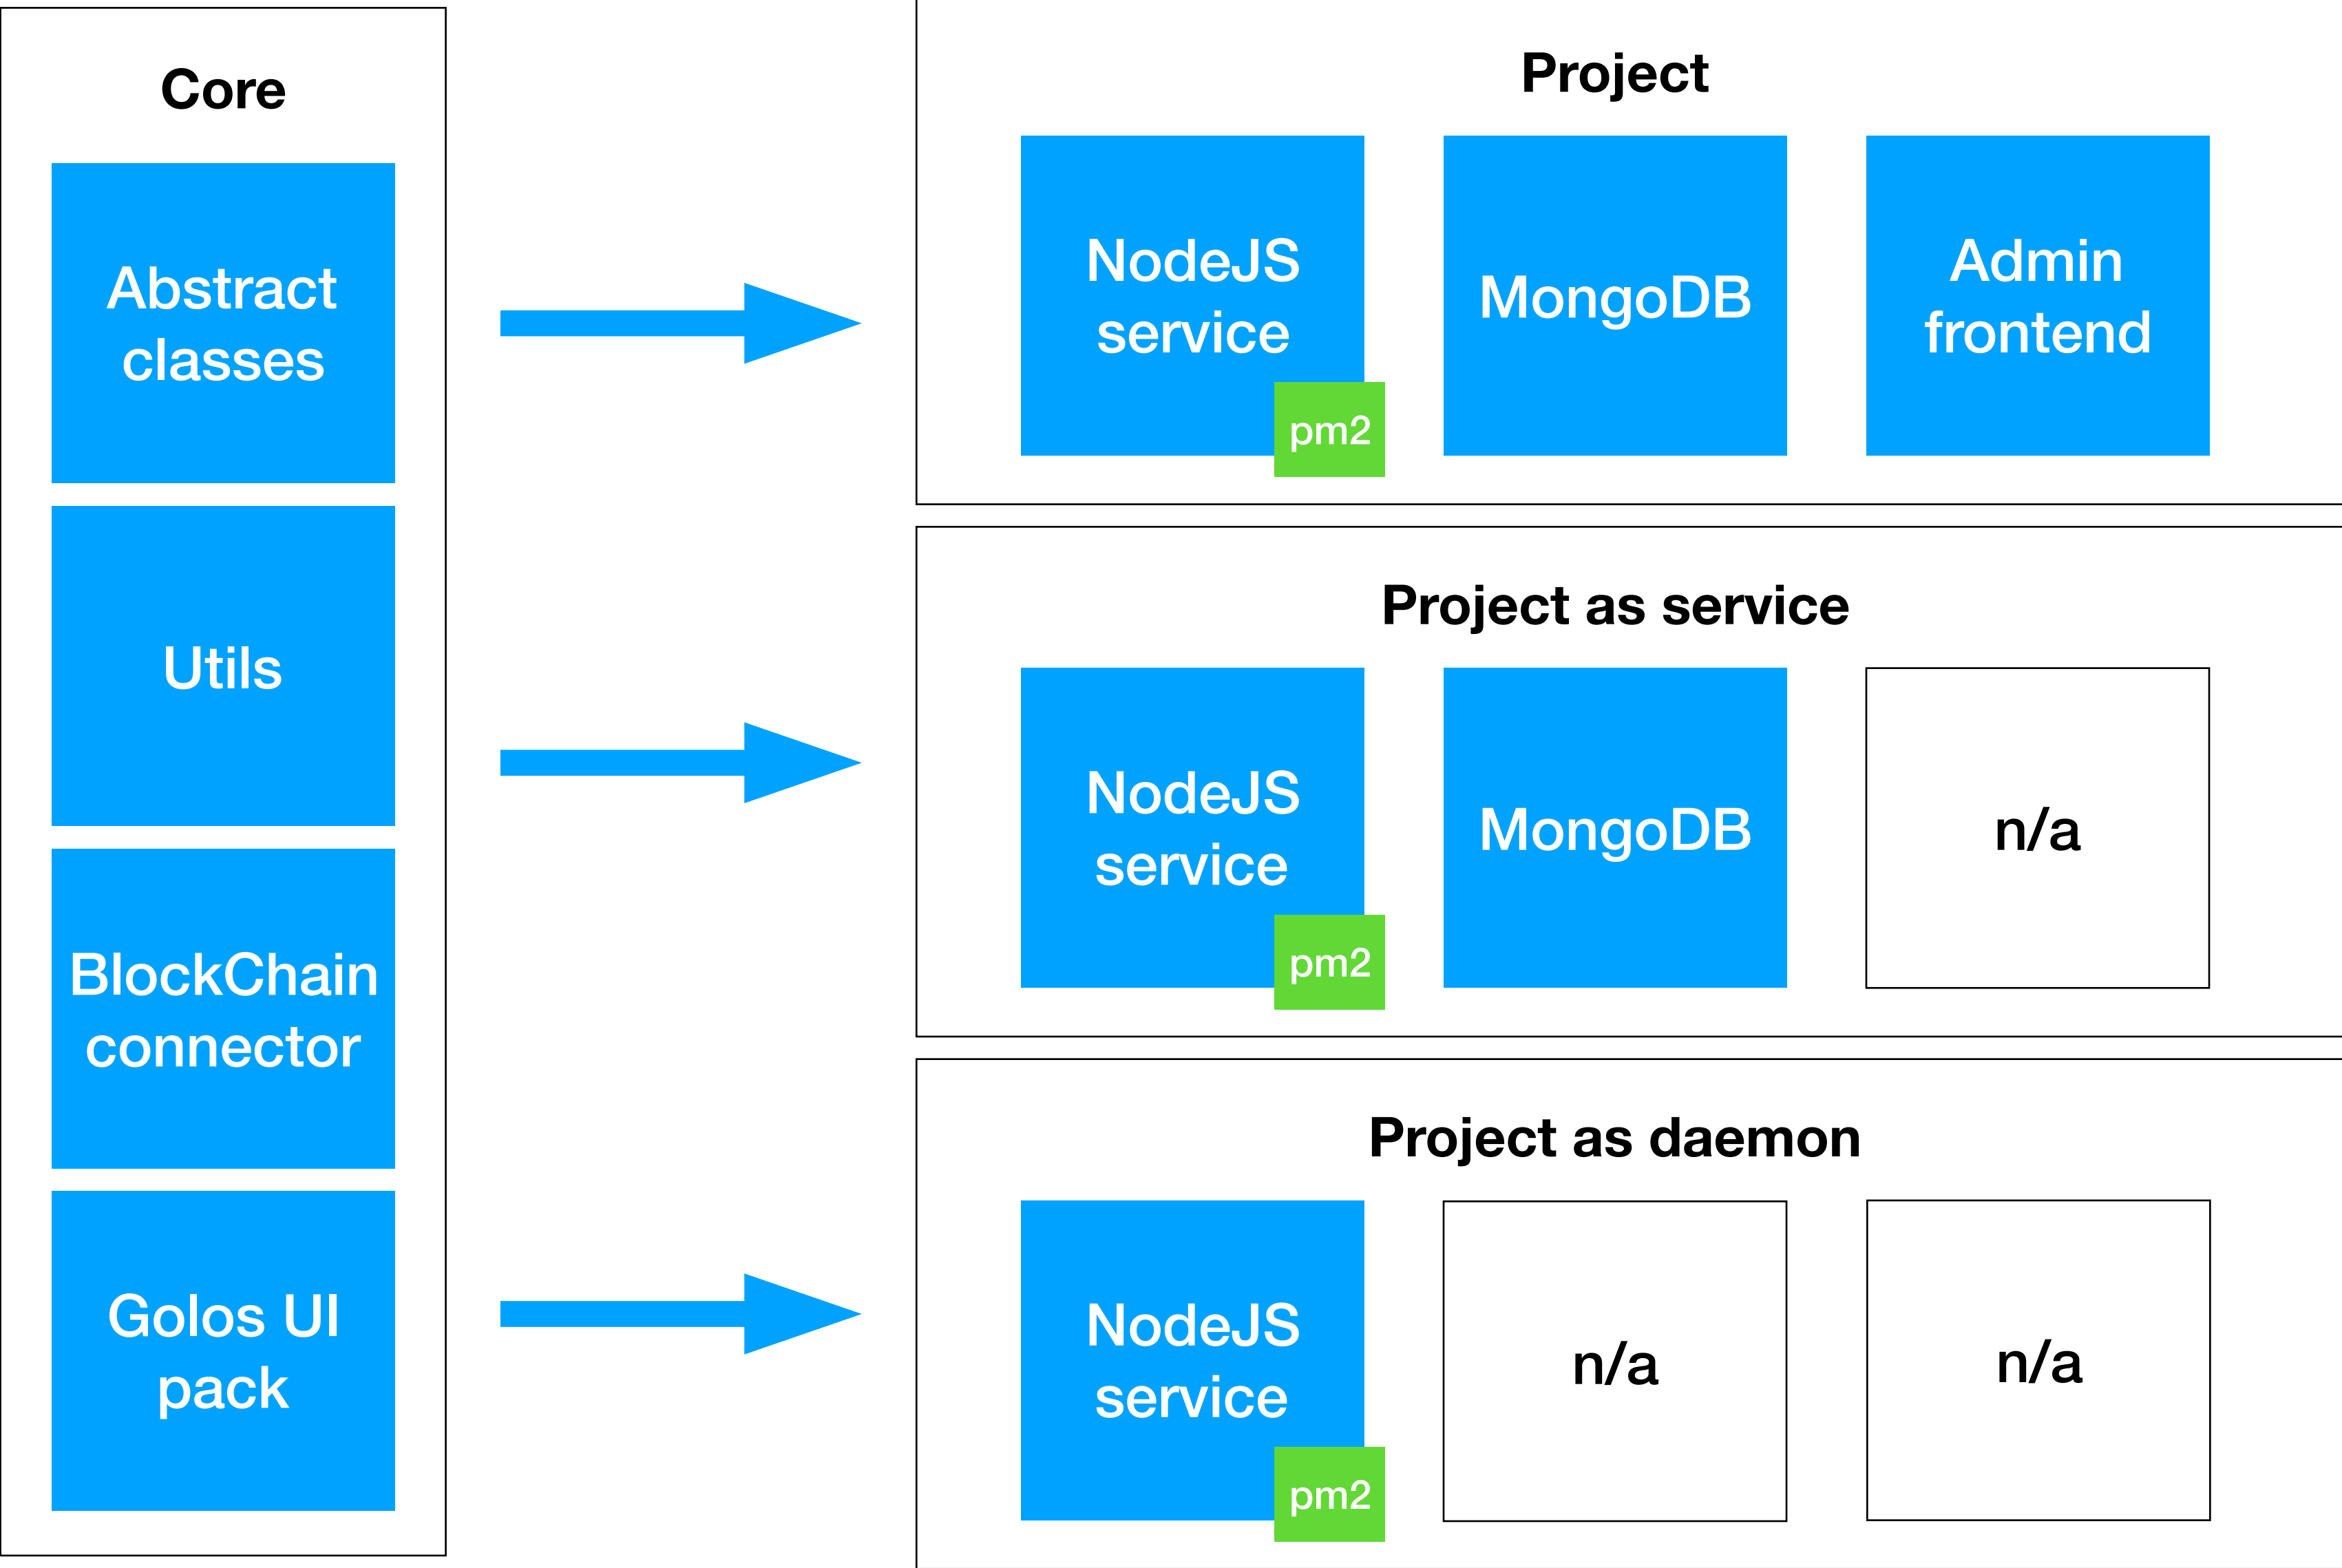 Core
Abstract
classes
Utils
BlockChain
connector
Golos UI
pack
Project
NodeJS
service
pm2
MongoDB
Admin
frontend
Project as service
NodeJS
service
pm2
MongoDB
n/a
Project as daemon
NodeJS
service
pm2
n/a
n/a